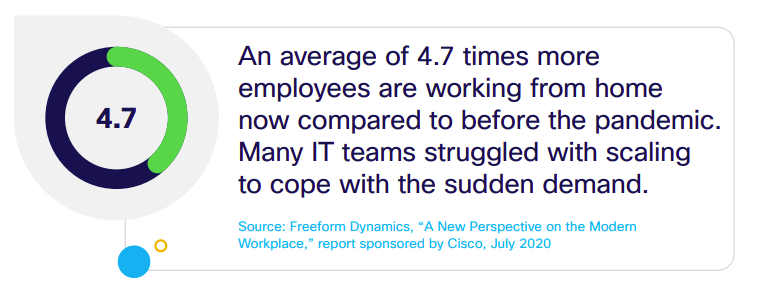 4.7
An average of 4.7 times more
employees are working from home
now compared to before the pandemic.
Many IT teams struggled with scaling
to cope with the sudden demand.
Source: Freeform Dynamics, “A New Perspective on the Modern
Workplace,” report sponsored by Cisco, July 2020